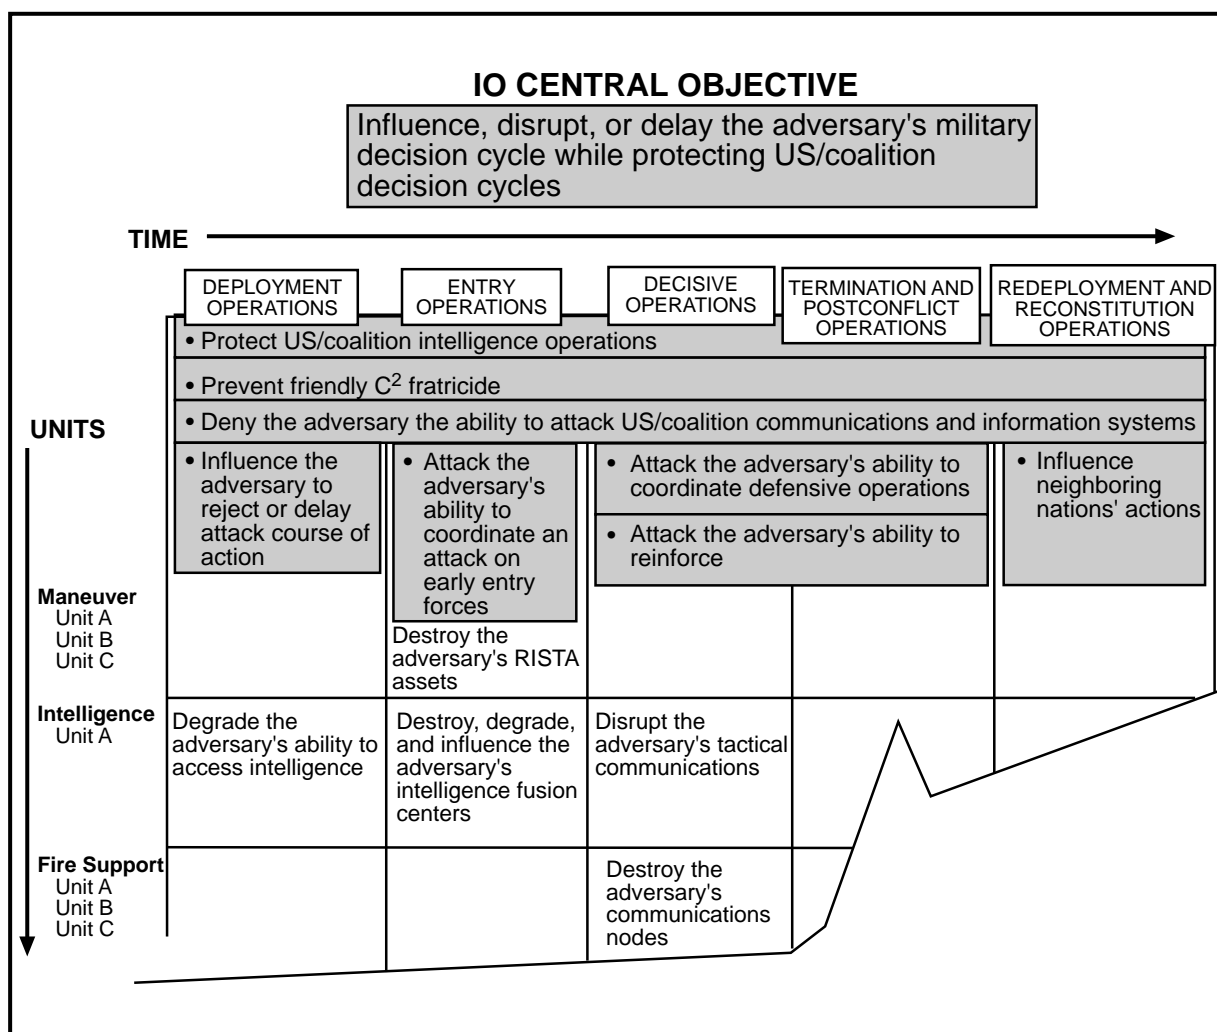 IO CENTRAL OBJECTIVE
Influence, disrupt, or delay the adversary's military
decision cycle while protecting US/coalition
decision cycles
TIME
DEPLOYMENT
OPERATIONS
ENTRY
OPERATIONS
DECISIVE
OPERATIONS
TERMINATION AND
POSTCONFLICT
OPERATIONS
REDEPLOYMENT AND
RECONSTITUTION
OPERATIONS
• Protect US/coalition intelligence operations
• Prevent friendly C² fratricide
• Deny the adversary the ability to attack US/coalition communications and information systems
UNITS
• Influence the
adversary to
reject or delay
attack course of
action
• Attack the
adversary's
ability to
coordinate an
attack on
early entry
forces
• Attack the adversary's ability to
coordinate defensive operations
• Attack the adversary's ability to
reinforce
• Influence
neighboring
nations' actions
Maneuver
Unit A
Unit B
Unit C
Destroy the
adversary's RISTA
assets
Intelligence
Unit A
Degrade the
adversary's ability to
access intelligence
Destroy, degrade,
and influence the
adversary's
intelligence fusion
centers
Disrupt the
adversary's tactical
communications
Fire Support
Unit A
Unit B
Unit C
Destroy the
adversary's
communications
nodes